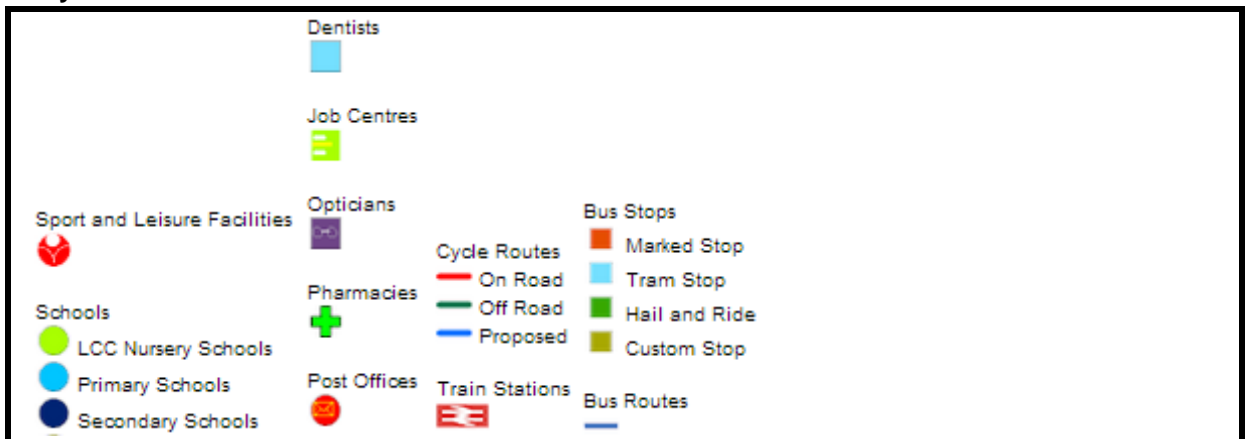 Dentists
Job Centres
Sport and Leisure Facilities
Opticians
Bus Stops
Marked Stop
Cycle Routes
On Road
Tram Stop
Pharmacies
Off Road
Hail and Ride
Schools
Proposed
Custom Stop
LCC Nursery Schools
Primary Schools
Post Offices
Train Stations
Bus Routes
Secondary Schools